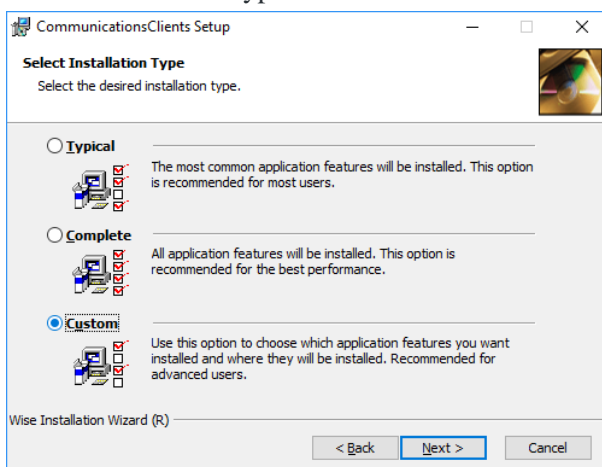 CommunicationsClients Setup
Select Installation Type
Select the desired installation type.
Typical
The most common application features will be installed. This option
is recommended for most users.
Complete
All application features will be installed. This option is
recommended for the best performance.
Custom
Use this option to choose which application features you want
installed and where they will be installed. Recommended for
advanced users.
Wise Installation Wizard (R)
< Back Next > Cancel